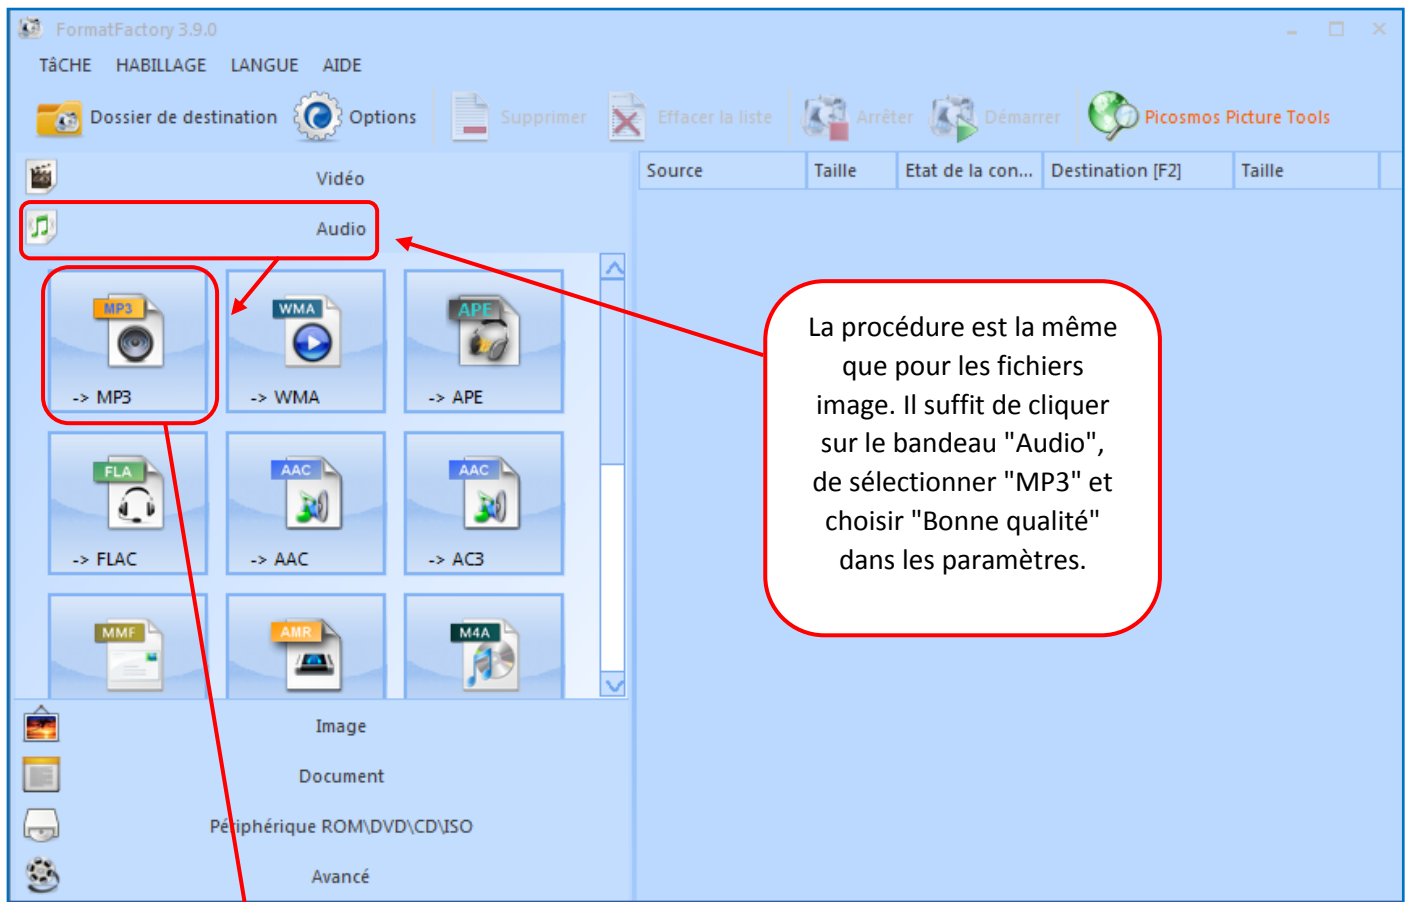 FormatFactory 3.9.0
TâCHE HABILLAGE LANGUE AIDE
Dossier de destination Options Supprimer Effacer la liste Arrêter Démarrer Picosmos Picture Tools
Vidéo
Audio
MP3 WMA APE
-> MP3 -> WMA -> APE
FLA AAC AAC
-> FLAC -> AAC -> AC3
MMF AMR M4A
Image
Document
Périphérique ROM\DVD\CD\ISO
Avancé
Source Taille Etat de la con... Destination [F2] Taille
La procédure est la même
que pour les fichiers
image. Il suffit de cliquer
sur le bandeau "Audio",
de sélectionner "MP3" et
choisir "Bonne qualité"
dans les paramètres.